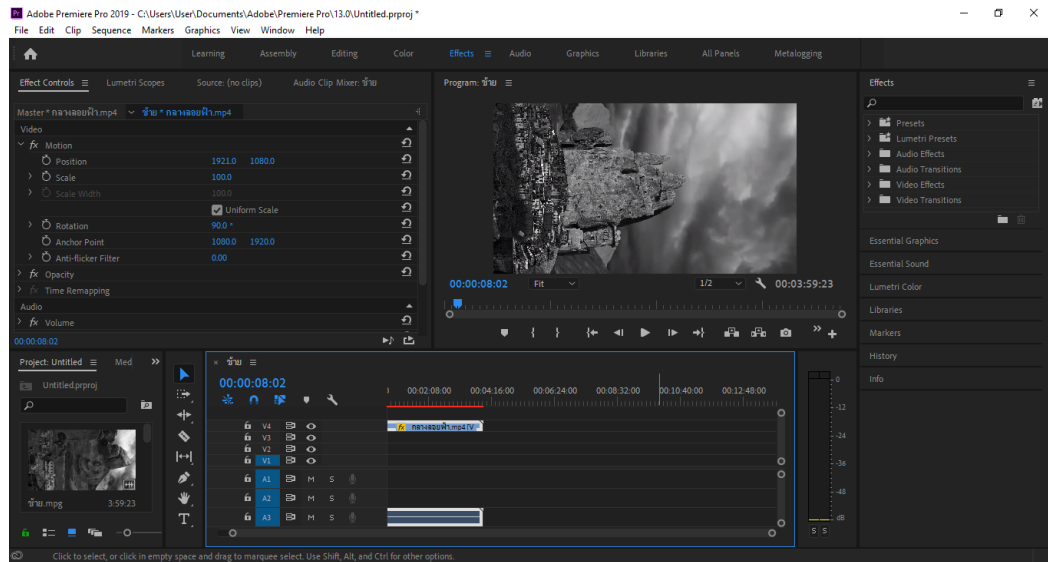 Adobe Premiere Pro 2019 - C:\Users\User\Documents\Adobe\Premiere Pro\13.0\Untitled.prproj *
File Edit Clip Sequence Markers Graphics View Window Help
Learning Assembly Editing Color Effects Audio Graphics Libraries All Panels Metalogging
Effect Controls Lumetri Scopes Source: (no clips) Audio Clip Mixer: ซ้าย
Master * กลางลอยฟ้า.mp4 ซ้าย * กลางลอยฟ้า.mp4
Video
fx Motion
Position 1921.0 1080.0
Scale 100.0
Scale Width 100.0
Uniform Scale
Rotation 90.0 °
Anchor Point 1080.0 1920.0
Anti-flicker Filter 0.00
fx Opacity
fx Time Remapping
Audio
fx Volume
00:00:08:02
Program: ซ้าย
00:00:08:02 Fit 1/2 00:03:59:23
Effects
Presets
Lumetri Presets
Audio Effects
Audio Transitions
Video Effects
Video Transitions
Essential Graphics
Essential Sound
Lumetri Color
Libraries
Markers
History
Info
Project: Untitled Med
Untitled.prproj
ซ้าย.mpg 3:59:23
× ซ้าย
00:00:08:02
00:02:08:00 00:04:16:00 00:06:24:00 00:08:32:00 00:10:40:00 00:12:48:00
V4 fx กลางลอยฟ้า.mp4 [V
V3
V2
V1
A1 M S
A2 M S
A3 M S
0
-12
-24
-36
-48
dB
S S
Click to select, or click in empty space and drag to marquee select. Use Shift, Alt, and Ctrl for other options.